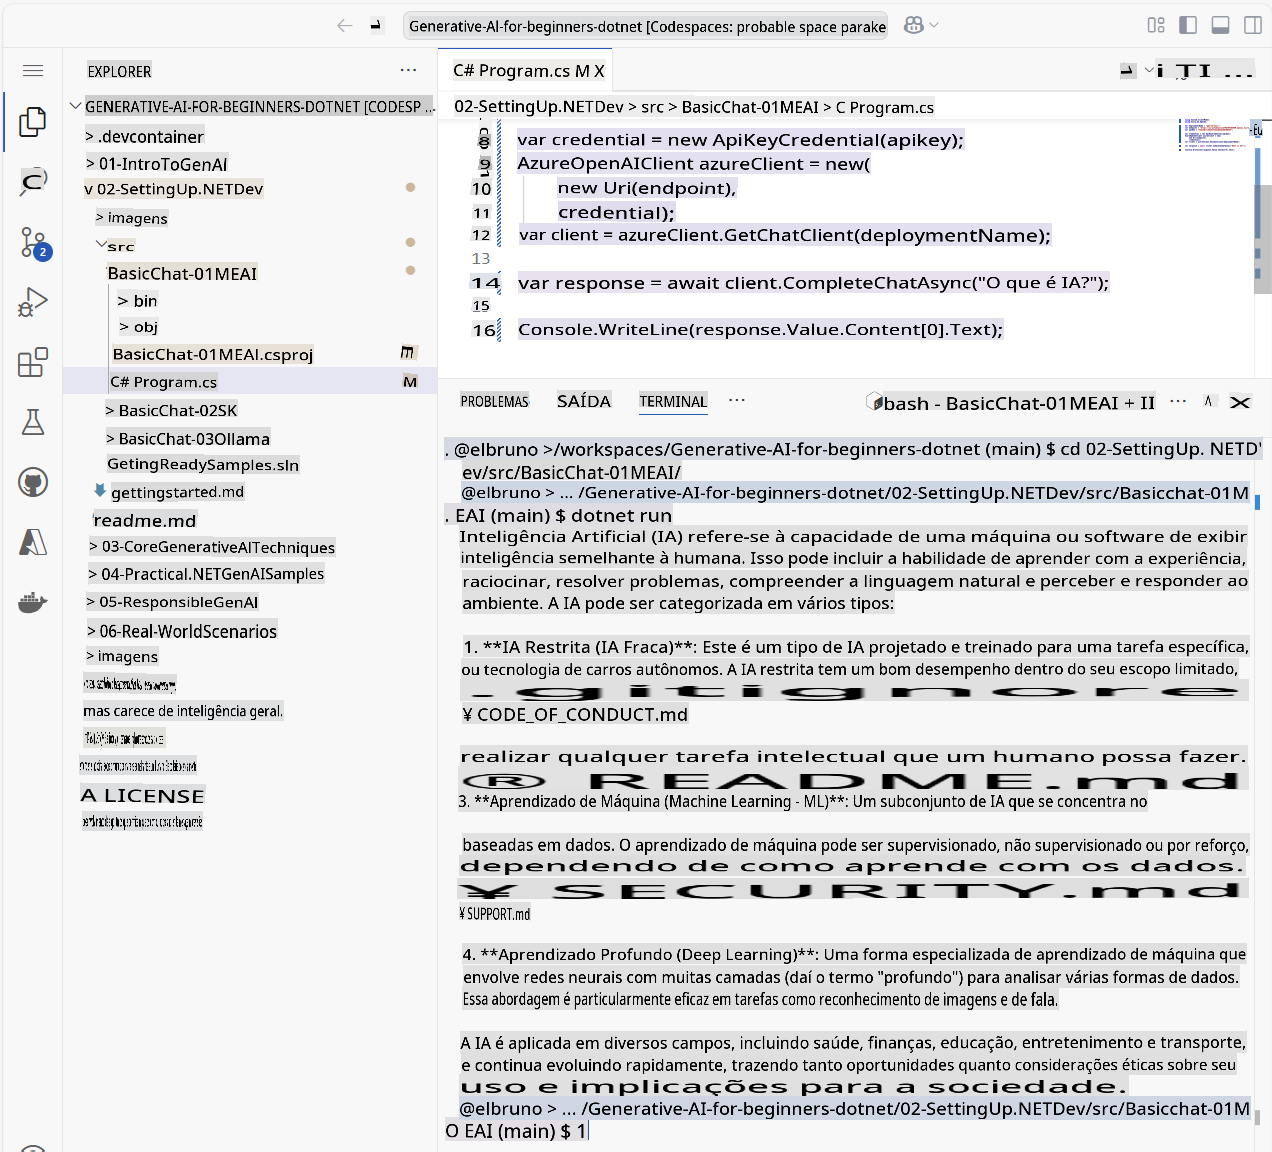 Generative-AI-for-beginners-dotnet [Codespaces: probable space parake
EXPLORER
GENERATIVE-AI-FOR-BEGINNERS-DOTNET [CODESP ...
> .devcontainer
> 01-IntroToGenAI
v 02-SettingUp.NETDev
> imagens
src
BasicChat-01MEAI
> bin
> obj
BasicChat-01MEAI.csproj
C# Program.cs M
> BasicChat-02SK
> BasicChat-03Ollama
GetingReadySamples.sln
gettingstarted.md
readme.md
> 03-CoreGenerativeAITechniques
> 04-Practical.NETGenAISamples
> 05-ResponsibleGenAI
> 06-Real-WorldScenarios
> imagens
mas carece de inteligência geral.
A LICENSE
2
C# Program.cs M X
02-SettingUp.NETDev > src > BasicChat-01MEAI > C Program.cs
8 var credential = new ApiKeyCredential(apikey);
9 AzureOpenAIClient azureClient = new(
10 new Uri(endpoint),
11 credential);
12 var client = azureClient.GetChatClient(deploymentName);
13
14 var response = await client.CompleteChatAsync("O que é IA?");
15
16 Console.WriteLine(response.Value.Content[0].Text);
PROBLEMAS SAÍDA TERMINAL ... bash - BasicChat-01MEAI + II ...
. @elbruno >/workspaces/Generative-AI-for-beginners-dotnet (main) $ cd 02-SettingUp. NETD'
ev/src/BasicChat-01MEAI/
@elbruno > ... /Generative-AI-for-beginners-dotnet/02-SettingUp.NETDev/src/Basicchat-01M
. EAI (main) $ dotnet run
Inteligência Artificial (IA) refere-se à capacidade de uma máquina ou software de exibir
inteligência semelhante à humana. Isso pode incluir a habilidade de aprender com a experiência,
raciocinar, resolver problemas, compreender a linguagem natural e perceber e responder ao
ambiente. A IA pode ser categorizada em vários tipos:
1. **IA Restrita (IA Fraca)**: Este é um tipo de IA projetado e treinado para uma tarefa específica,
ou tecnologia de carros autônomos. A IA restrita tem um bom desempenho dentro do seu escopo limitado,
.gitignore
¥ CODE_OF_CONDUCT.md
realizar qualquer tarefa intelectual que um humano possa fazer.
® README.md
3. **Aprendizado de Máquina (Machine Learning - ML)**: Um subconjunto de IA que se concentra no
baseadas em dados. O aprendizado de máquina pode ser supervisionado, não supervisionado ou por reforço,
dependendo de como aprende com os dados.
¥ SECURITY.md
¥ SUPPORT.md
4. **Aprendizado Profundo (Deep Learning)**: Uma forma especializada de aprendizado de máquina que
envolve redes neurais com muitas camadas (daí o termo "profundo") para analisar várias formas de dados.
Essa abordagem é particularmente eficaz em tarefas como reconhecimento de imagens e de fala.
A IA é aplicada em diversos campos, incluindo saúde, finanças, educação, entretenimento e transporte,
e continua evoluindo rapidamente, trazendo tanto oportunidades quanto considerações éticas sobre seu
uso e implicações para a sociedade.
@elbruno > ... /Generative-AI-for-beginners-dotnet/02-SettingUp.NETDev/src/Basicchat-01M
O EAI (main) $ 1